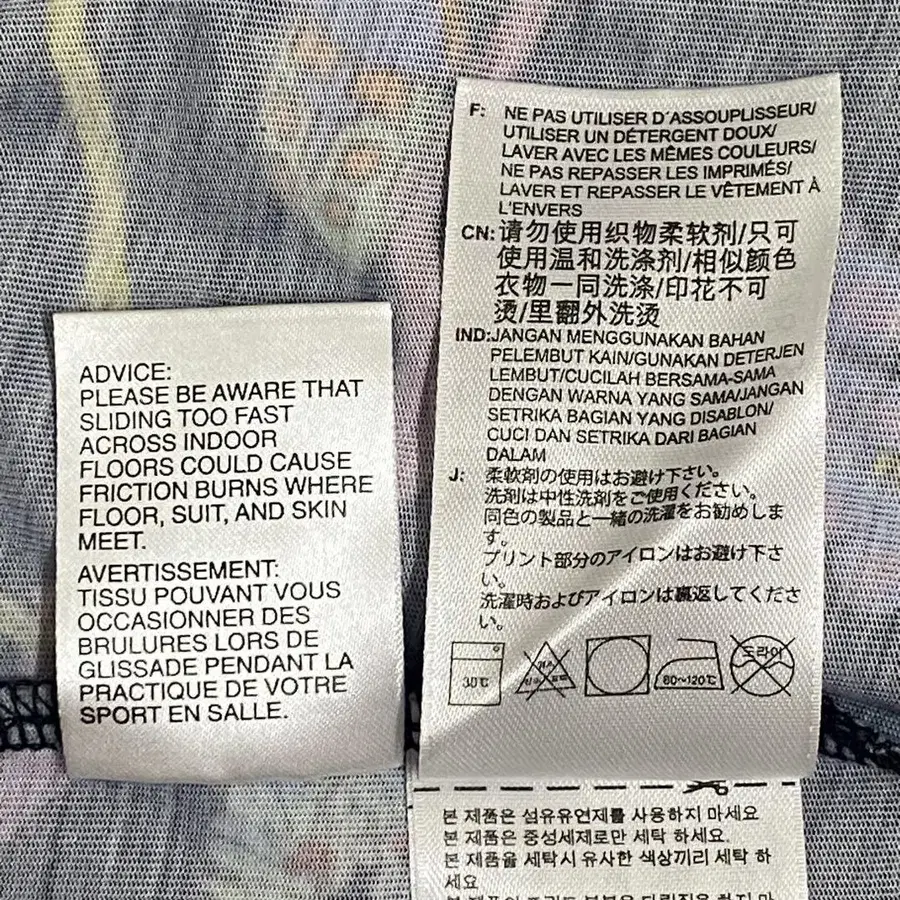 ADVICE:
PLEASE BE AWARE THAT
SLIDING TOO FAST
ACROSS INDOOR
FLOORS COULD CAUSE
FRICTION BURNS WHERE
FLOOR, SUIT, AND SKIN
MEET.
AVERTISSEMENT:
TISSU POUVANT VOUS
OCCASIONNER DES
BRULURES LORS DE
GLISSADE PENDANT LA
PRACTIQUE DE VOTRE
SPORT EN SALLE.
F: NE PAS UTILISER D'ASSOUPLISSEUR/
UTILISER UN DÉTERGENT DOUX/
LAVER AVEC LES MÊMES COULEURS/
NE PAS REPASSER LES IMPRIMÉS/
LAVER ET REPASSER LE VÊTEMENT À
L'ENVERS
CN:请勿使用织物柔软剂/只可
使用温和洗涤剂/相似颜色
衣物一同洗涤/印花不可
烫/里翻外洗烫
IND:JANGAN MENGGUNAKAN BAHAN
PELEMBUT KAIN/GUNAKAN DETERJEN
LEMBUT/CUCILAH BERSAMA-SAMA
DENGAN WARNA YANG SAMA/JANGAN
SETRIKA BAGIAN YANG DISABLON/
CUCI DAN SETRIKA DARI BAGIAN
DALAM
J: 柔軟剤の使用はお避け下さい。
洗剤は中性洗剤をご使用ください。
同色の製品と一緒の洗濯をお勧めしま
す。
プリント部分のアイロンはお避け下さ
い。
洗濯時およびアイロンは裏返してくださ
い。
30℃
80~120℃
드라이
본 제품은 섬유유연제를 사용하지 마세요
본 제품은 중성세제로만 세탁 하세요.
본 제품을 세탁시 유사한 색상끼리 세탁 하
세요